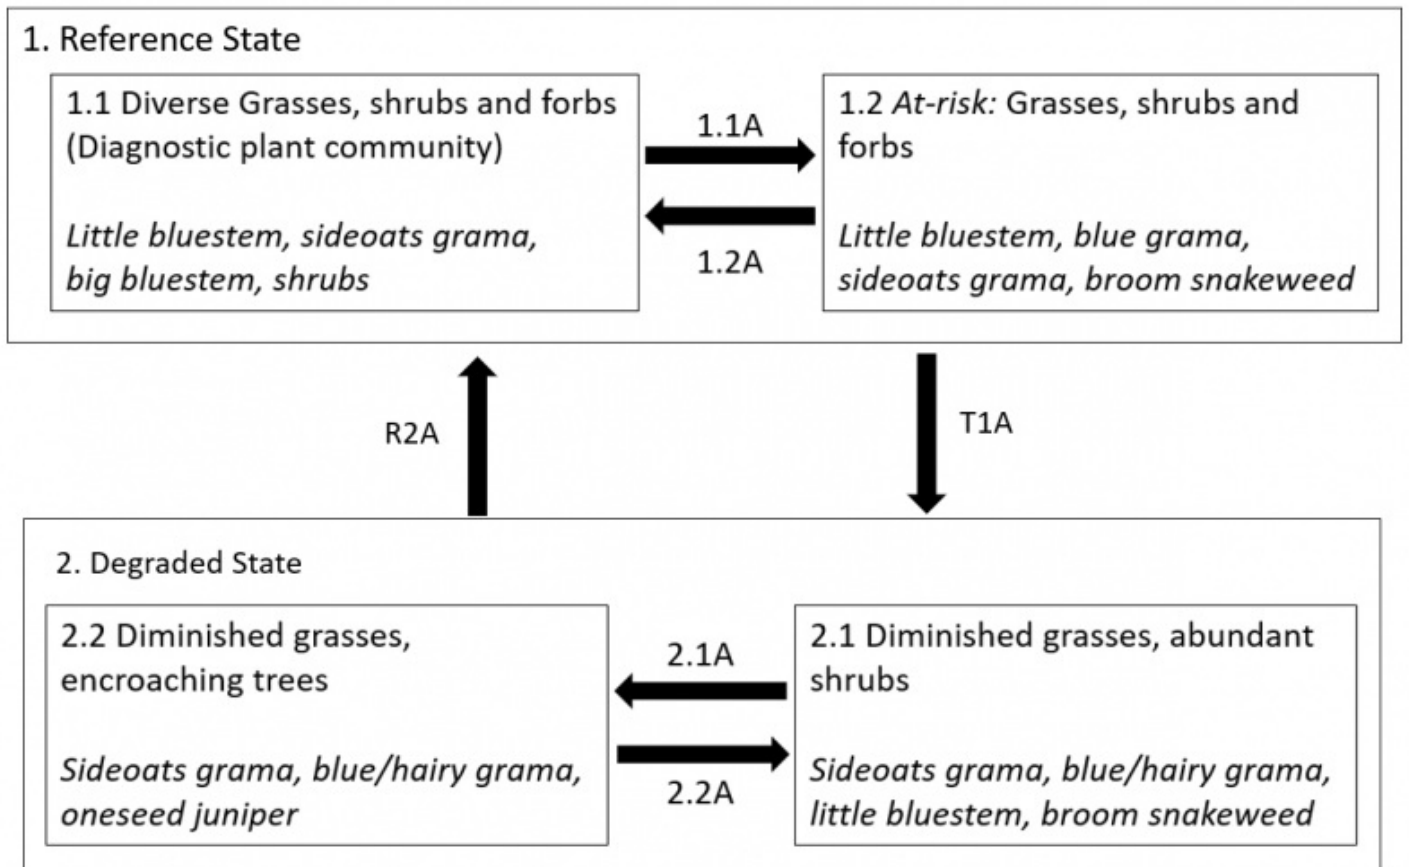 1. Reference State
1.1 Diverse Grasses, shrubs and forbs
(Diagnostic plant community)
Little bluestem, sideoats grama,
big bluestem, shrubs
1.1A
1.2A
1.2 At-risk: Grasses, shrubs and
forbs
Little bluestem, blue grama,
sideoats grama, broom snakeweed
R2A
T1A
2. Degraded State
2.2 Diminished grasses,
encroaching trees
Sideoats grama, blue/hairy grama,
oneseed juniper
2.1A
2.2A
2.1 Diminished grasses, abundant
shrubs
Sideoats grama, blue/hairy grama,
little bluestem, broom snakeweed